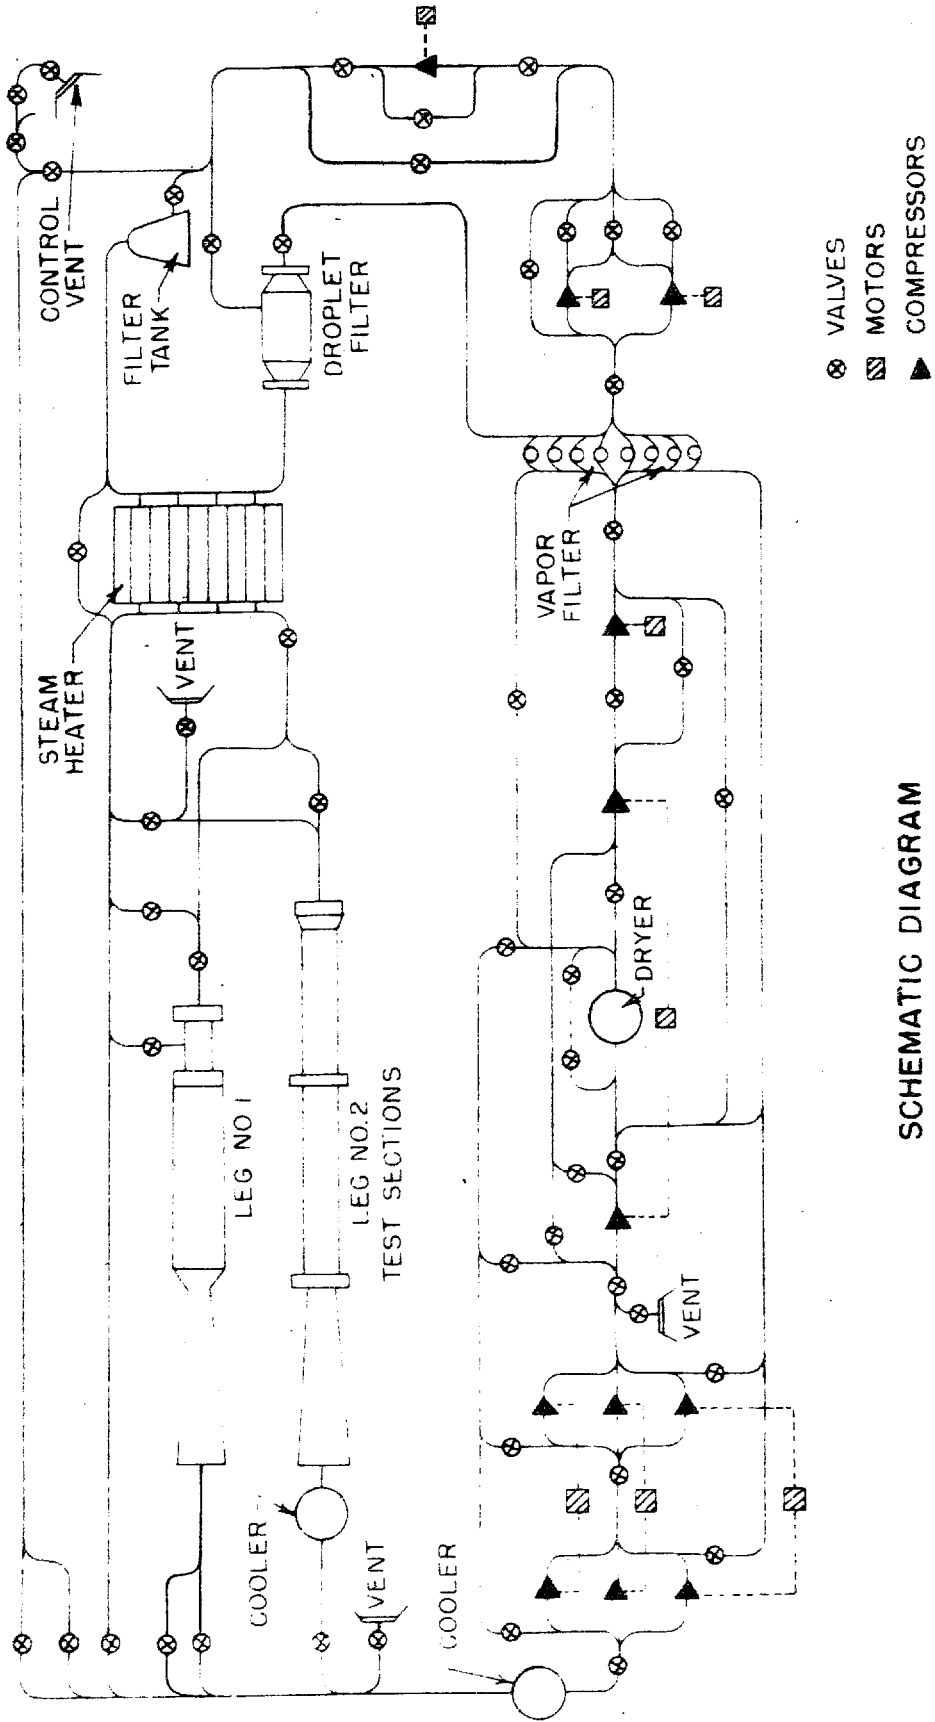 CONTROL
VENT
FILTER
TANK
DROPLET
FILTER
STEAM
HEATER
VENT
VAPOR
FILTER
LEG NO 1
LEG NO. 2
TEST SECTIONS
DRYER
COOLER
VENT
COOLER
VENT
VALVES
MOTORS
COMPRESSORS
SCHEMATIC DIAGRAM